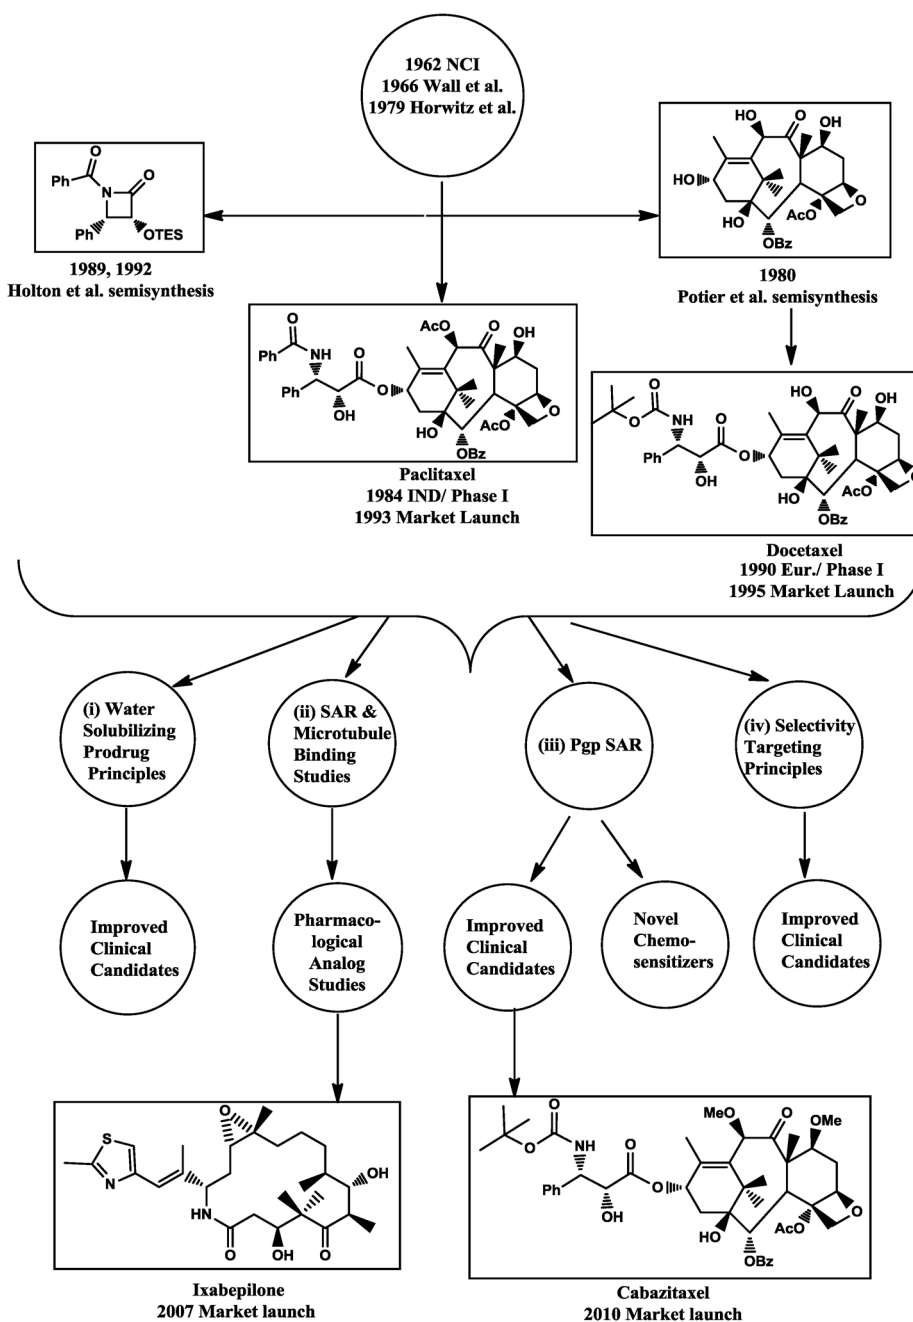 1962 NCI
1966 Wall et al.
1979 Horwitz et al.
O
Ph
N
O
Ph
OTES
1989, 1992
Holton et al. semisynthesis
HO
O
OH
HO
HO
AcO
O
OBz
1980
Potier et al. semisynthesis
O
Ph
NH
O
Ph
O
OH
AcO
O
OH
HO
AcO
O
OBz
Paclitaxel
1984 IND/ Phase I
1993 Market Launch
O
O
NH
O
Ph
O
OH
HO
O
OH
HO
AcO
O
OBz
Docetaxel
1990 Eur./ Phase I
1995 Market Launch
(i) Water
Solubilizing
Prodrug
Principles
(ii) SAR &
Microtubule
Binding
Studies
(iii) Pgp SAR
(iv) Selectivity
Targeting
Principles
Improved
Clinical
Candidates
Pharmaco-
logical
Analog
Studies
Improved
Clinical
Candidates
Novel
Chemo-
sensitizers
Improved
Clinical
Candidates
S
N
O
HN
O
OH
O
OH
Ixabepilone
2007 Market launch
O
O
NH
O
Ph
O
OH
MeO
O
OMe
HO
AcO
O
OBz
Cabazitaxel
2010 Market launch